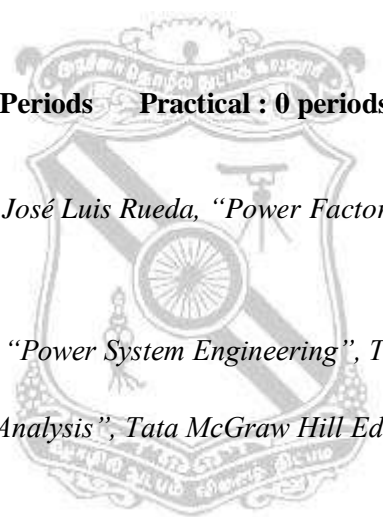 Periods Practical : 0 periods
José Luis Rueda, “Power Factor
“Power System Engineering”, T
Analysis”, Tata McGraw Hill Ed